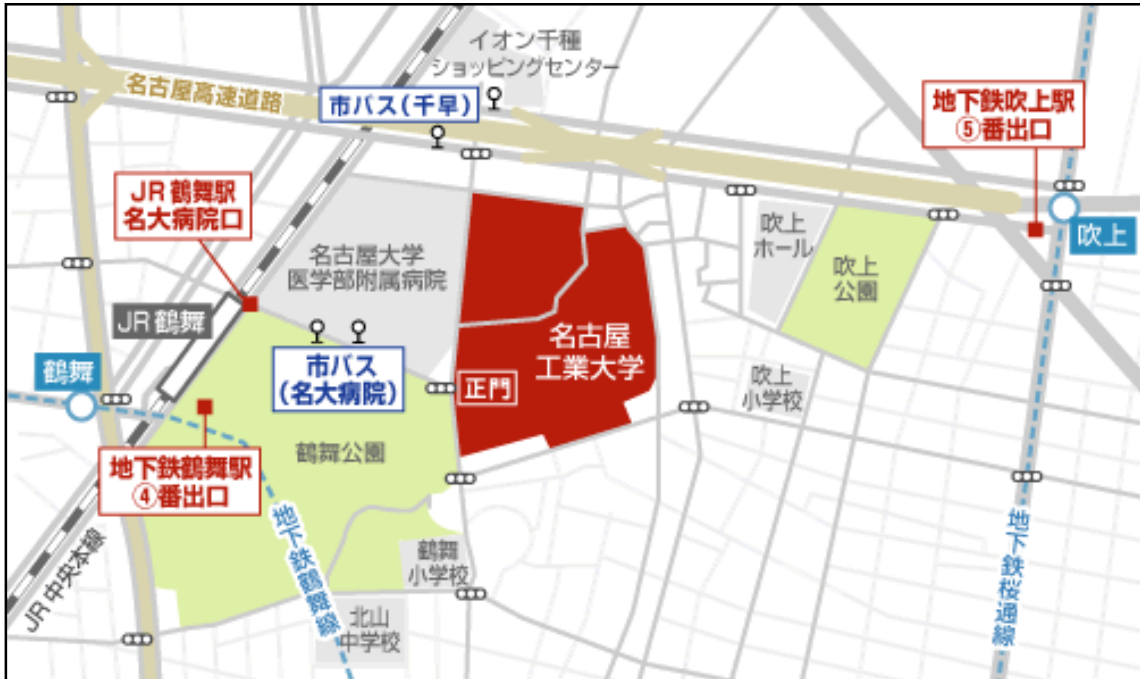 イオン千種
ショッピングセンター
名古屋高速道路
市バス(千早)
地下鉄吹上駅
⑤番出口
JR鶴舞駅
名大病院口
名古屋大学
医学部附属病院
吹上
ホール
吹上
公園
吹上
JR鶴舞
名古屋
工業大学
鶴舞
市バス
(名大病院)
正門
吹上
小学校
鶴舞公園
地下鉄鶴舞駅
④番出口
地下鉄鶴舞線
地下鉄桜通線
JR中央本線
鶴舞
小学校
北山
中学校